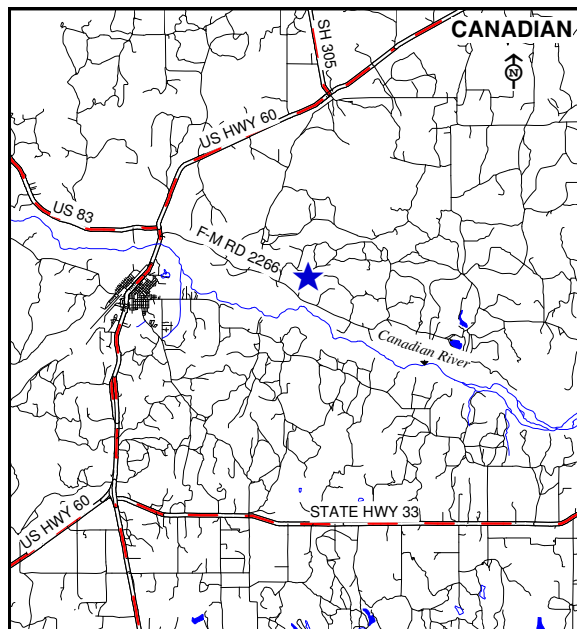 CANADIAN
N
SH 305
US HWY 60
US 83
F-M RD 2266
Canadian River
US HWY 60
STATE HWY 33